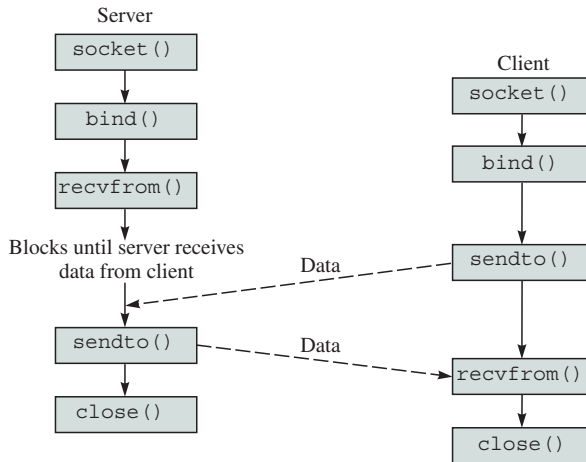 Server
socket()
bind()
recvfrom()
Blocks until server receives
data from client
sendto()
close()
Client
socket()
bind()
sendto()
recvfrom()
close()
Data
Data